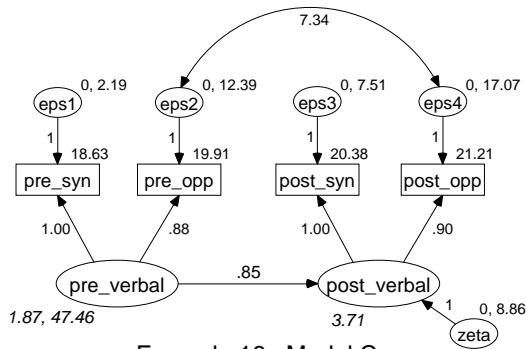 7.34
0, 2.19
0, 12.39
0, 7.51
0, 17.07
eps1
eps2
eps3
eps4
1
1
1
1
18.63
19.91
20.38
21.21
pre_syn
pre_opp
post_syn
post_opp
1.00
.88
1.00
.90
.85
pre_verbal
post_verbal
1.87, 47.46
3.71
1
0, 8.86
zeta